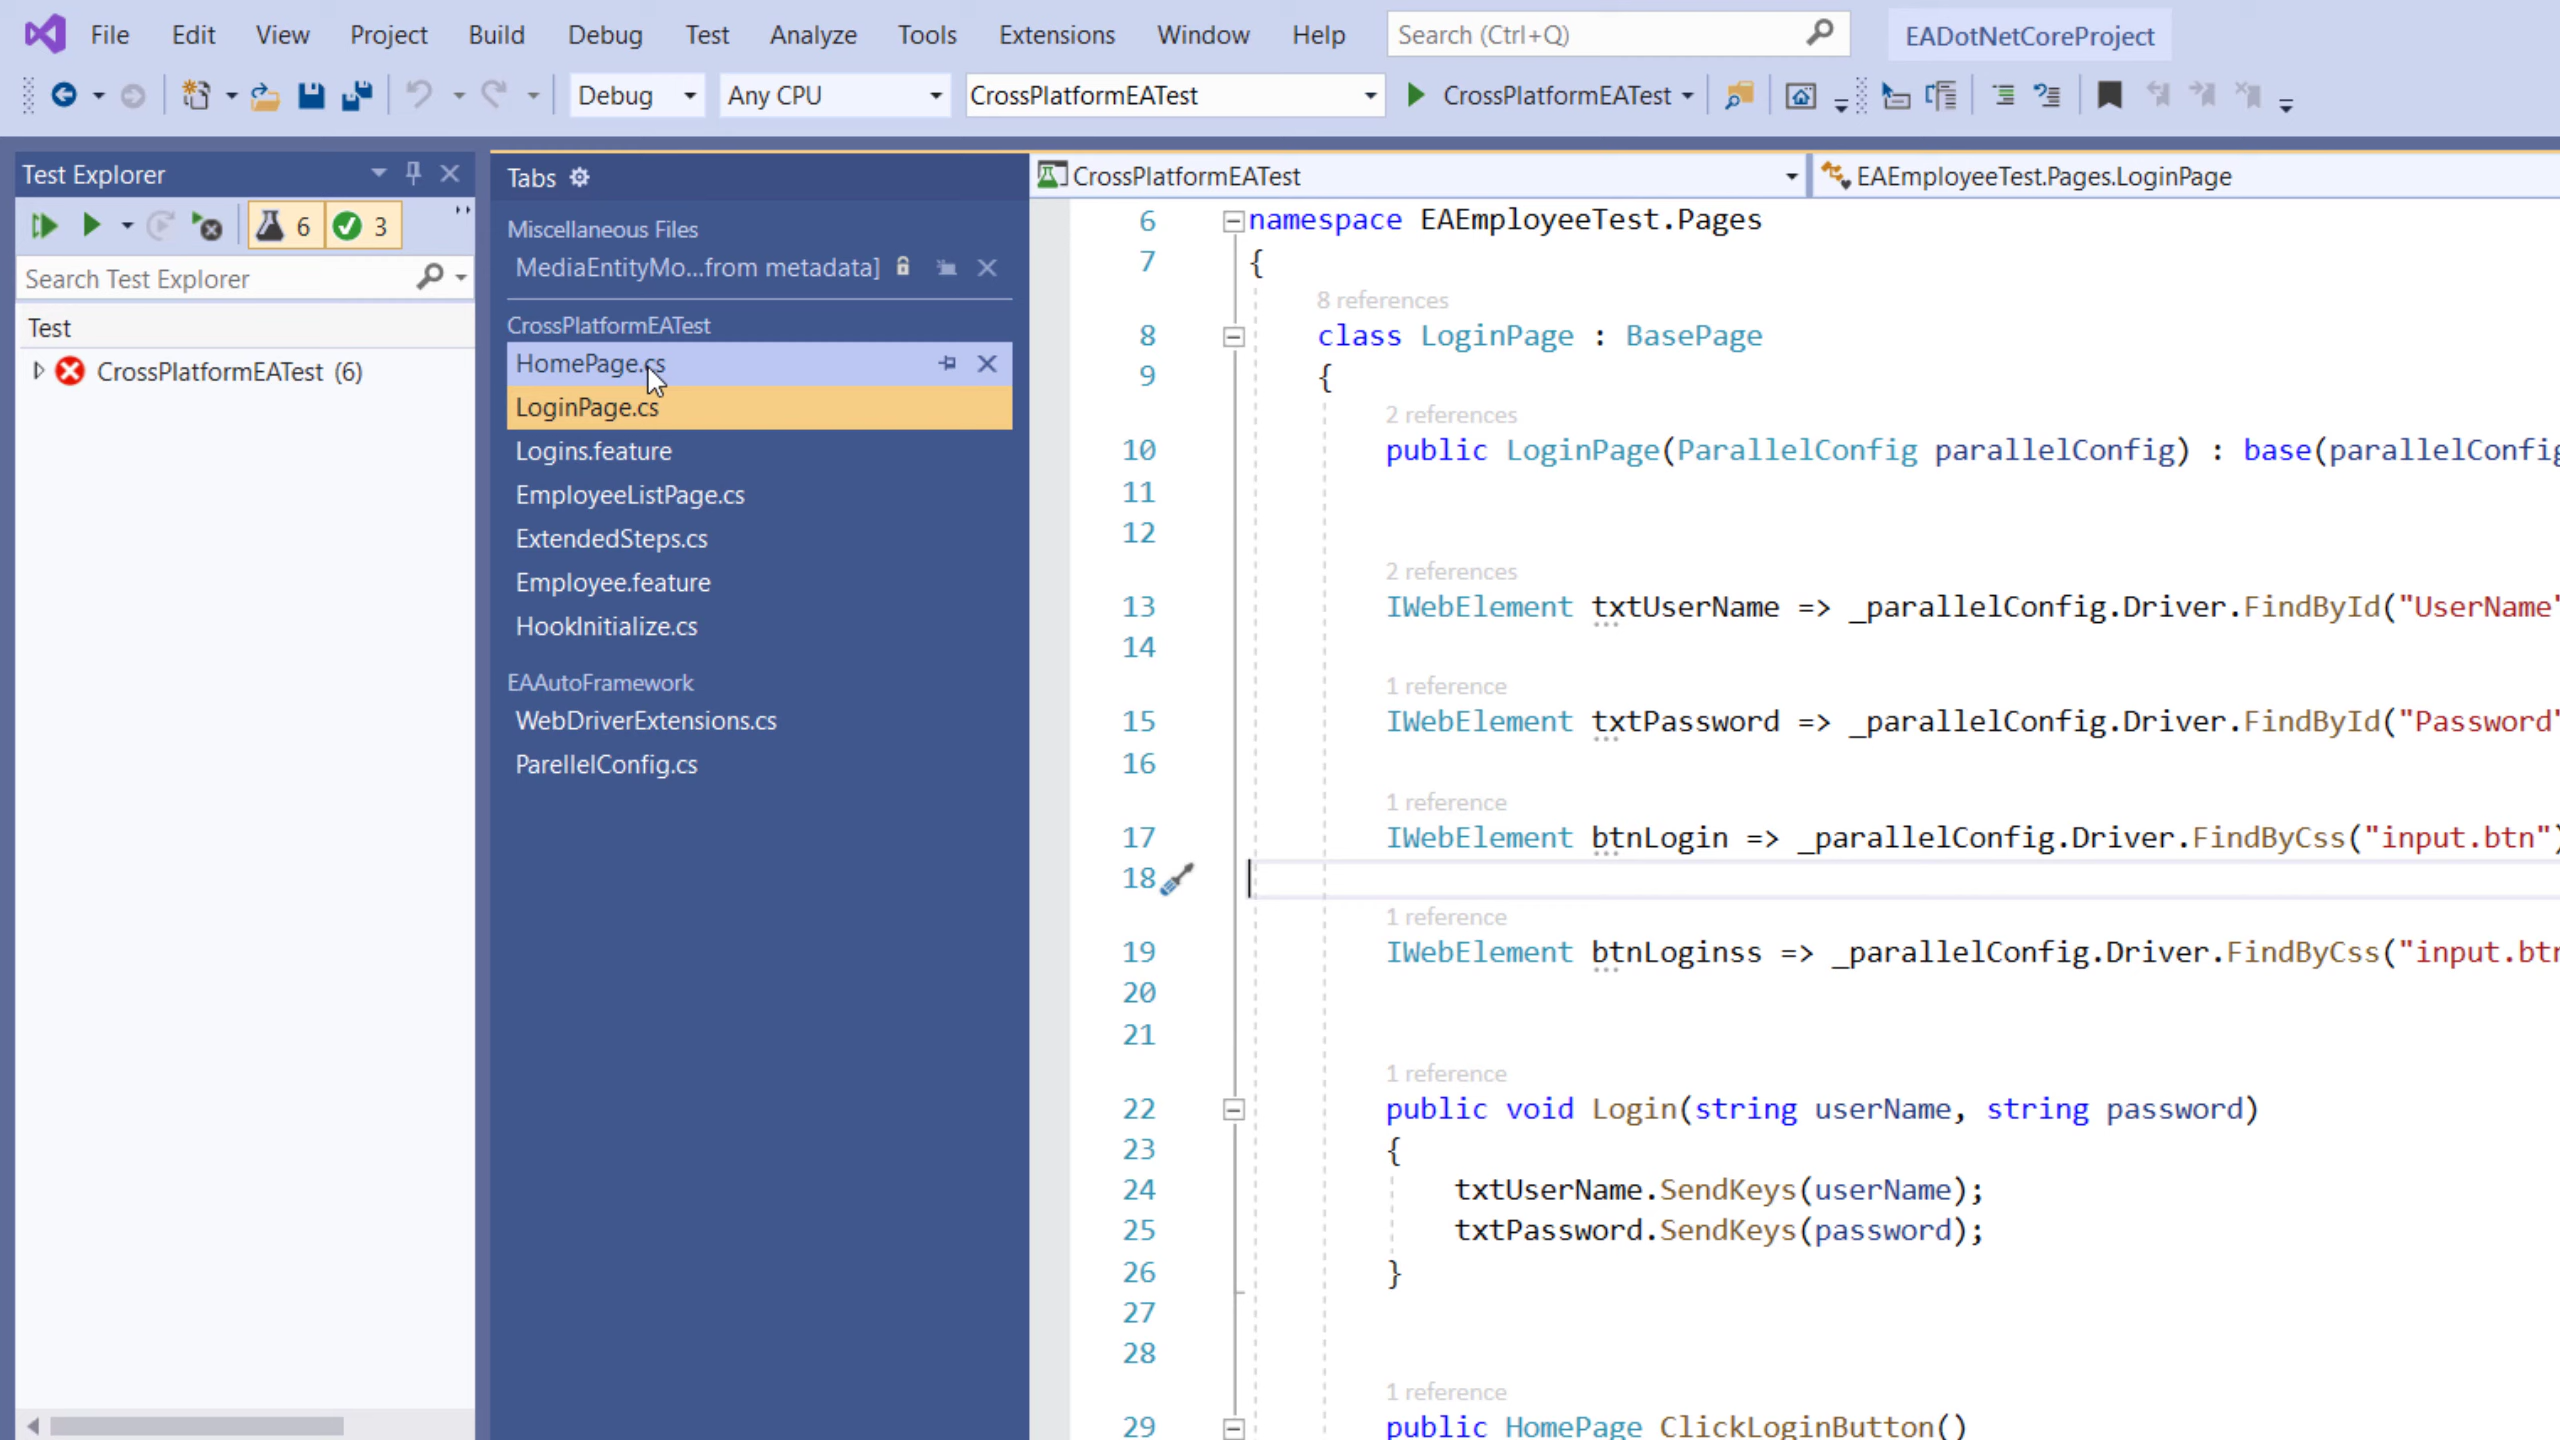 File Edit View Project Build Debug Test Analyze Tools Extensions Window Help Search (Ctrl+Q) EADotNetCoreProject
Debug Any CPU CrossPlatformEATest CrossPlatformEATest
Test Explorer
6 3
Search Test Explorer
Test
CrossPlatformEATest (6)
Tabs
Miscellaneous Files
MediaEntityMo...from metadata]
CrossPlatformEATest
HomePage.cs
LoginPage.cs
Logins.feature
EmployeeListPage.cs
ExtendedSteps.cs
Employee.feature
HookInitialize.cs
EAAutoFramework
WebDriverExtensions.cs
ParellelConfig.cs
CrossPlatformEATest EAEmployeeTest.Pages.LoginPage
6 namespace EAEmployeeTest.Pages
7 {
8 references
8 class LoginPage : BasePage
9 {
2 references
10 public LoginPage(ParallelConfig parallelConfig) : base(parallelConfig
11
12
2 references
13 IWebElement txtUserName => _parallelConfig.Driver.FindById("UserName"
14
1 reference
15 IWebElement txtPassword => _parallelConfig.Driver.FindById("Password"
16
1 reference
17 IWebElement btnLogin => _parallelConfig.Driver.FindByCss("input.btn")
18
1 reference
19 IWebElement btnLoginss => _parallelConfig.Driver.FindByCss("input.btn
20
21
1 reference
22 public void Login(string userName, string password)
23 {
24 txtUserName.SendKeys(userName);
25 txtPassword.SendKeys(password);
26 }
27
28
1 reference
29 public HomePage ClickLoginButton()